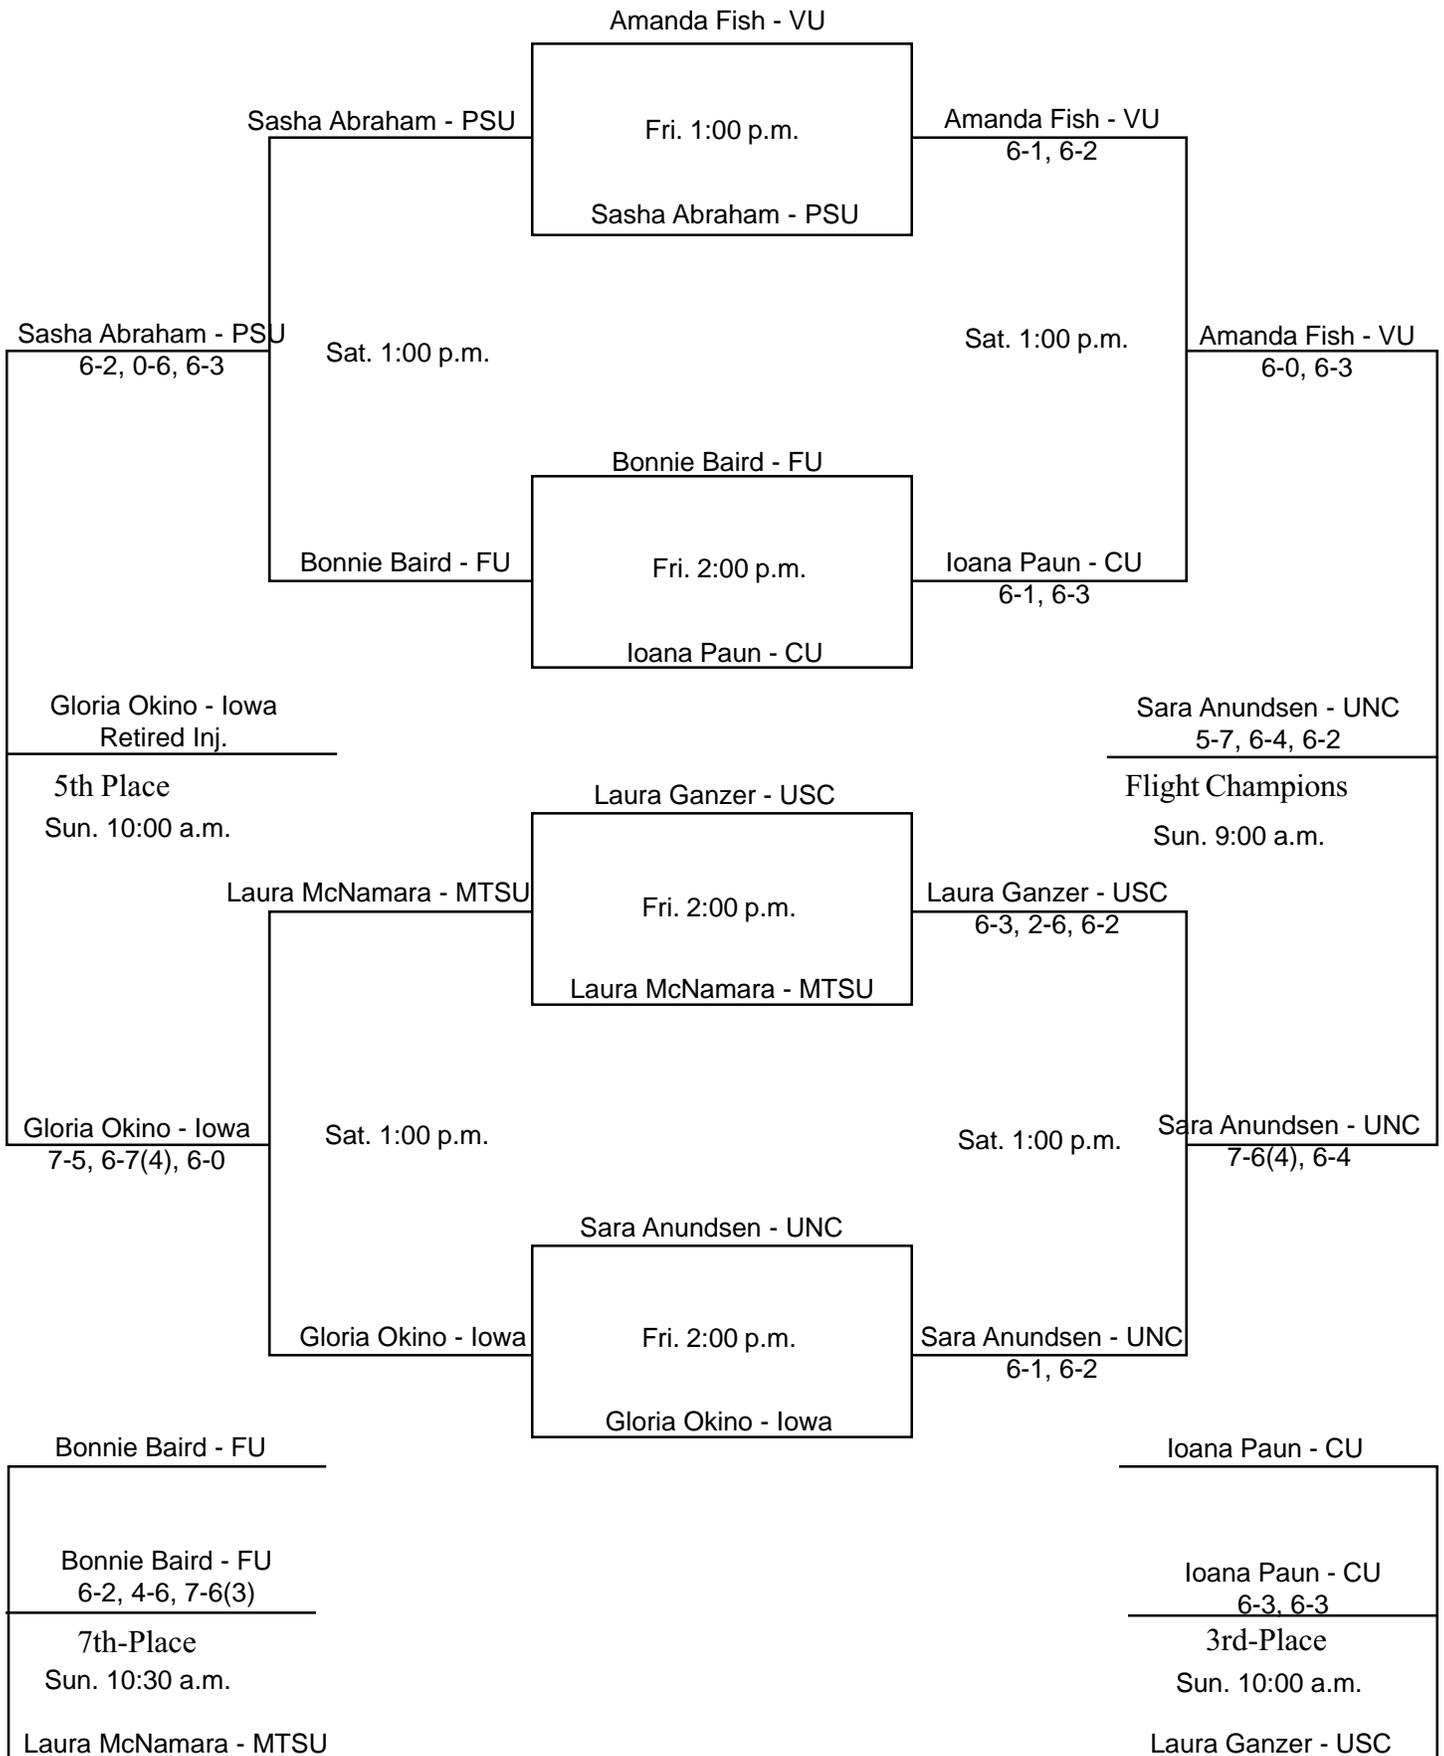 Amanda Fish - VU
Sasha Abraham - PSU
Fri. 1:00 p.m.
Amanda Fish - VU
6-1, 6-2
Sasha Abraham - PSU
Sasha Abraham - PSU
6-2, 0-6, 6-3
Sat. 1:00 p.m.
Sat. 1:00 p.m.
Amanda Fish - VU
6-0, 6-3
Bonnie Baird - FU
Bonnie Baird - FU
Fri. 2:00 p.m.
Ioana Paun - CU
6-1, 6-3
Ioana Paun - CU
Gloria Okino - Iowa
Retired Inj.
5th Place
Sun. 10:00 a.m.
Sara Anundsen - UNC
5-7, 6-4, 6-2
Flight Champions
Sun. 9:00 a.m.
Laura Ganzer - USC
Laura McNamara - MTSU
Fri. 2:00 p.m.
Laura Ganzer - USC
6-3, 2-6, 6-2
Laura McNamara - MTSU
Gloria Okino - Iowa
7-5, 6-7(4), 6-0
Sat. 1:00 p.m.
Sat. 1:00 p.m.
Sara Anundsen - UNC
7-6(4), 6-4
Sara Anundsen - UNC
Gloria Okino - Iowa
Fri. 2:00 p.m.
Sara Anundsen - UNC
6-1, 6-2
Gloria Okino - Iowa
Bonnie Baird - FU
Bonnie Baird - FU
6-2, 4-6, 7-6(3)
7th-Place
Sun. 10:30 a.m.
Laura McNamara - MTSU
Ioana Paun - CU
Ioana Paun - CU
6-3, 6-3
3rd-Place
Sun. 10:00 a.m.
Laura Ganzer - USC